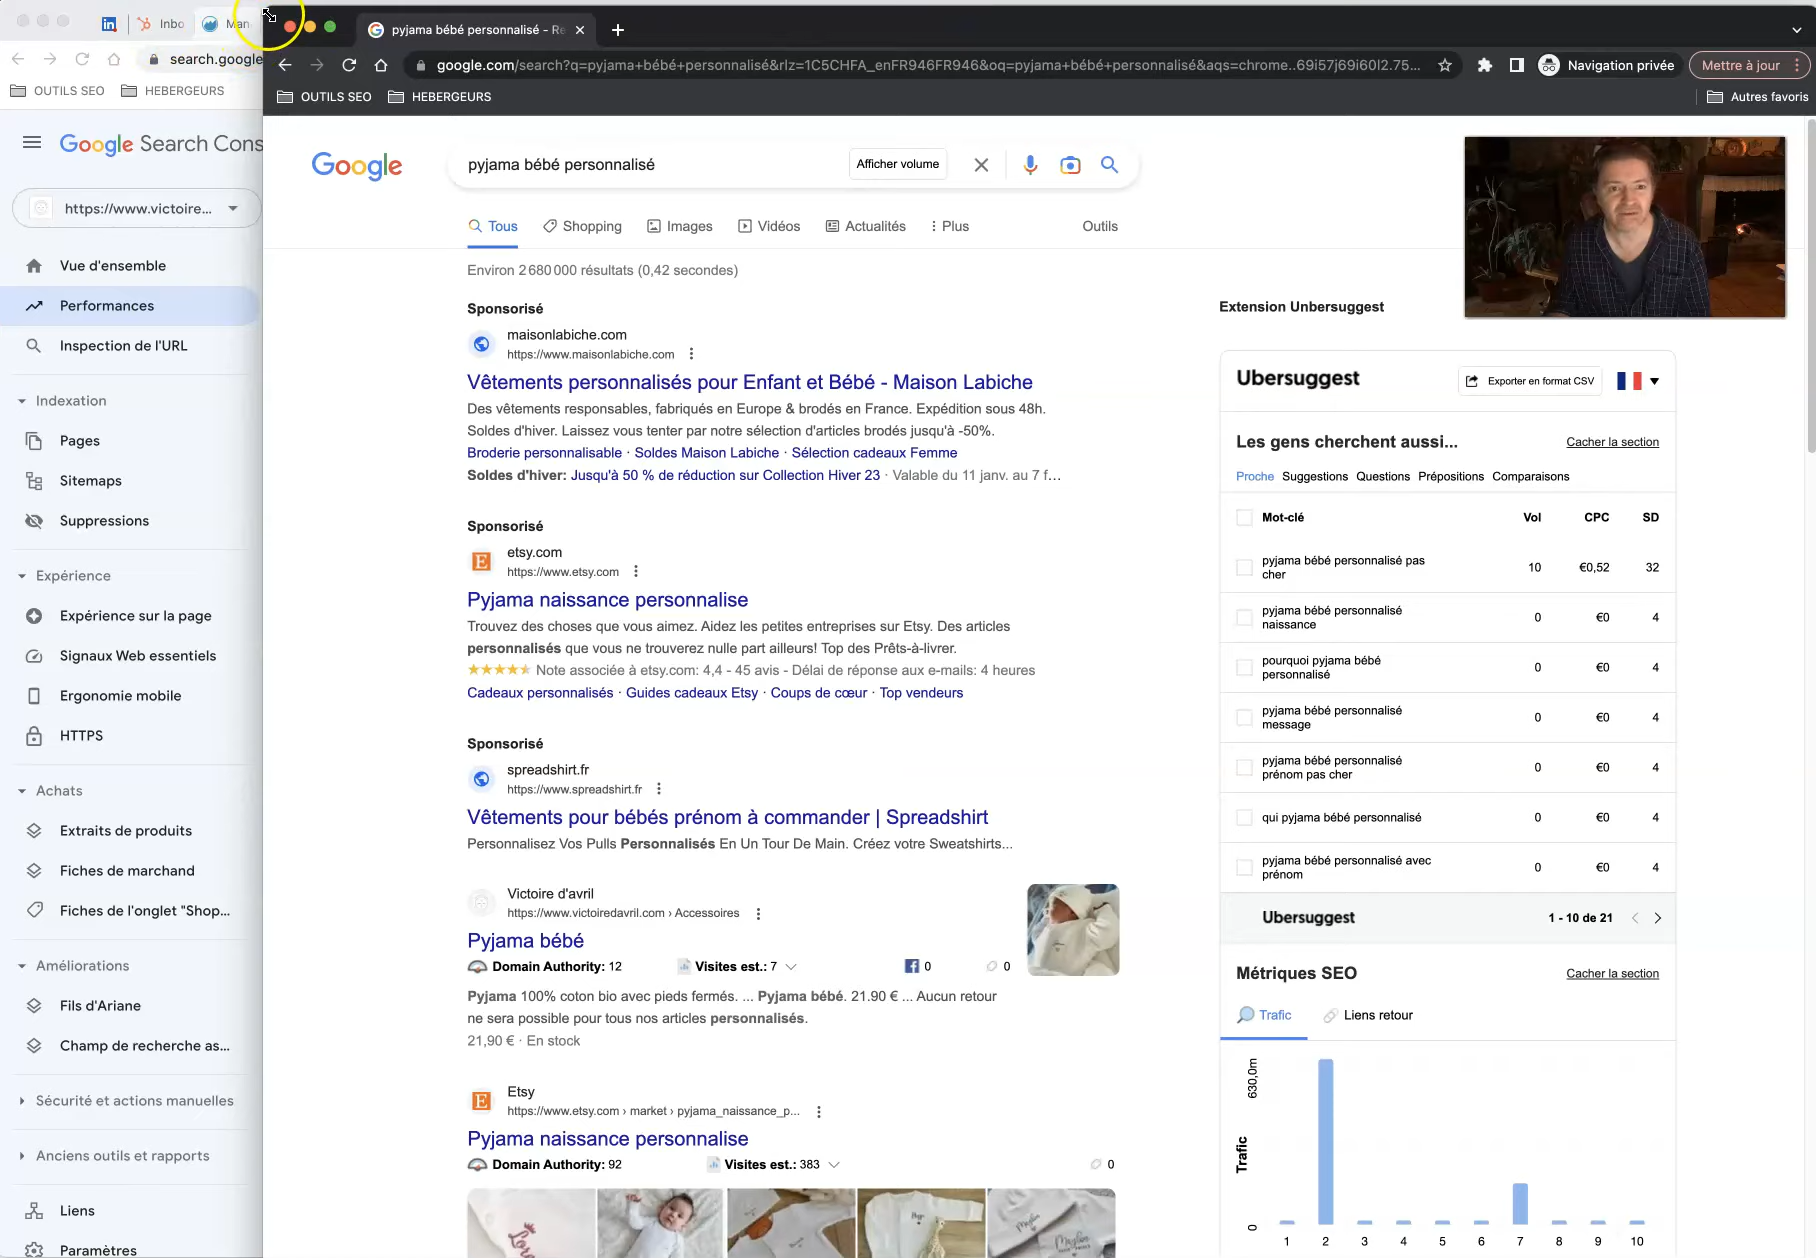 Inbo
Man
search.google
OUTILS SEO
HEBERGEURS
Google Search Cons
https://www.victoire...
Vue d'ensemble
Performances
Inspection de l'URL
Indexation
Pages
Sitemaps
Suppressions
Expérience
Expérience sur la page
Signaux Web essentiels
Ergonomie mobile
HTTPS
Achats
Extraits de produits
Fiches de marchand
Fiches de l'onglet "Shop...
Améliorations
Fils d'Ariane
Champ de recherche as...
Sécurité et actions manuelles
Anciens outils et rapports
Liens
Paramètres
pyjama bébé personnalisé - Re
google.com/search?q=pyjama+bébé+personnalisé&rlz=1C5CHFA_enFR946FR946&oq=pyjama+bébé+personnalisé&aqs=chrome..69i57j69i60l2.75...
Navigation privée
Mettre à jour
OUTILS SEO
HEBERGEURS
Autres favoris
Google
pyjama bébé personnalisé
Afficher volume
Tous
Shopping
Images
Vidéos
Actualités
Plus
Outils
Environ 2 680 000 résultats (0,42 secondes)
Sponsorisé
maisonlabiche.com
https://www.maisonlabiche.com
Vêtements personnalisés pour Enfant et Bébé - Maison Labiche
Des vêtements responsables, fabriqués en Europe & brodés en France. Expédition sous 48h.
Soldes d'hiver. Laissez vous tenter par notre sélection d'articles brodés jusqu'à -50%.
Broderie personnalisable · Soldes Maison Labiche · Sélection cadeaux Femme
Soldes d'hiver: Jusqu'à 50 % de réduction sur Collection Hiver 23 · Valable du 11 janv. au 7 f...
Sponsorisé
E
etsy.com
https://www.etsy.com
Pyjama naissance personnalise
Trouvez des choses que vous aimez. Aidez les petites entreprises sur Etsy. Des articles
personnalisés que vous ne trouverez nulle part ailleurs! Top des Prêts-à-livrer.
Note associée à etsy.com: 4,4 - 45 avis - Délai de réponse aux e-mails: 4 heures
Cadeaux personnalisés · Guides cadeaux Etsy · Coups de cœur · Top vendeurs
Sponsorisé
spreadshirt.fr
https://www.spreadshirt.fr
Vêtements pour bébés prénom à commander | Spreadshirt
Personnalisez Vos Pulls Personnalisés En Un Tour De Main. Créez votre Sweatshirts...
Victoire d'avril
https://www.victoiredavril.com › Accessoires
Pyjama bébé
Domain Authority: 12
Visites est.: 7
0
0
Pyjama 100% coton bio avec pieds fermés. ... Pyjama bébé. 21.90 € ... Aucun retour
ne sera possible pour tous nos articles personnalisés.
21,90 € · En stock
E
Etsy
https://www.etsy.com › market › pyjama_naissance_p...
Pyjama naissance personnalise
Domain Authority: 92
Visites est.: 383
0
Extension Unbersuggest
Ubersuggest
Exporter en format CSV
Les gens cherchent aussi...
Cacher la section
Proche Suggestions Questions Prépositions Comparaisons
Mot-clé Vol CPC SD
pyjama bébé personnalisé pas
cher
10 €0,52 32
pyjama bébé personnalisé
naissance
0 €0 4
pourquoi pyjama bébé
personnalisé
0 €0 4
pyjama bébé personnalisé
message
0 €0 4
pyjama bébé personnalisé
prénom pas cher
0 €0 4
qui pyjama bébé personnalisé
0 €0 4
pyjama bébé personnalisé avec
prénom
0 €0 4
Ubersuggest
1 - 10 de 21
Métriques SEO
Cacher la section
Trafic
Liens retour
630,0m
Trafic
0
1 2 3 4 5 6 7 8 9 10